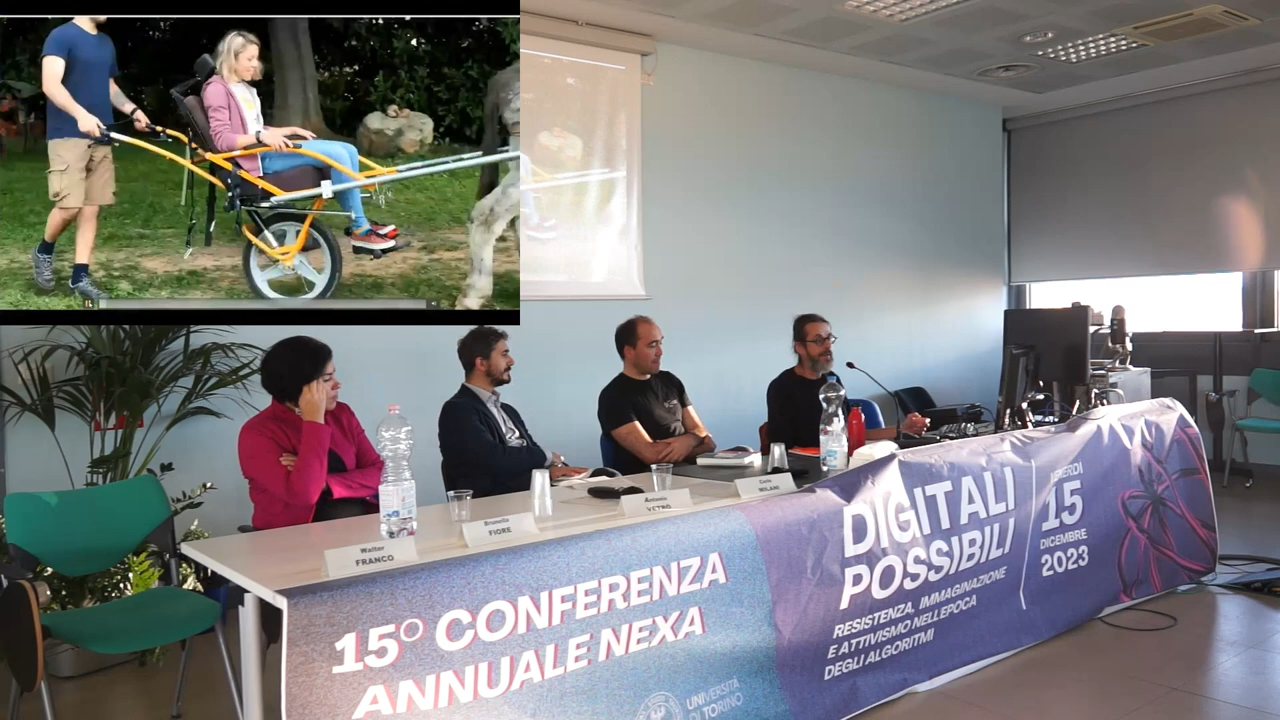 Walter
FRANCO
Brunella
FIORE
Antonio
VETRO
Carlo
MILANI
15° CONFERENZA
ANNUALE NEXA
UNIVERSITÀ
DI TORINO
DIGITALI
POSSIBILI
RESISTENZA, IMMAGINAZIONE
E ATTIVISMO NELL'EPOCA
DEGLI ALGORITMI
VENERDÌ
15
DICEMBRE
2023